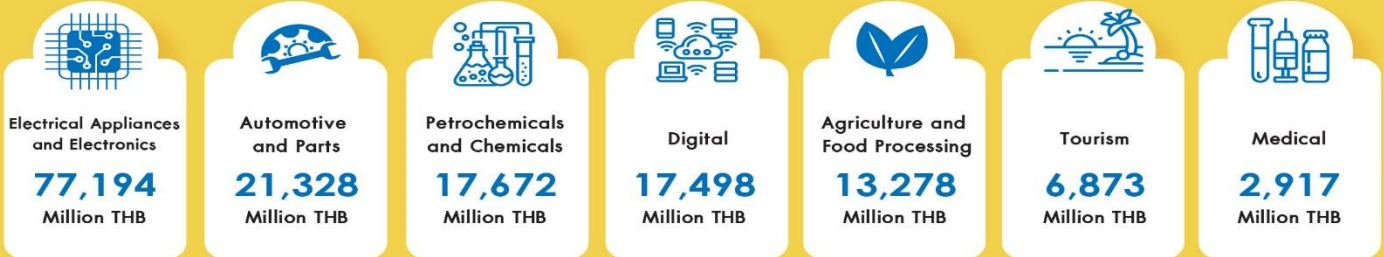 Electrical Appliances
and Electronics
77,194
Million THB
Automotive
and Parts
21,328
Million THB
Petrochemicals
and Chemicals
17,672
Million THB
Digital
17,498
Million THB
Agriculture and
Food Processing
13,278
Million THB
Tourism
6,873
Million THB
Medical
2,917
Million THB